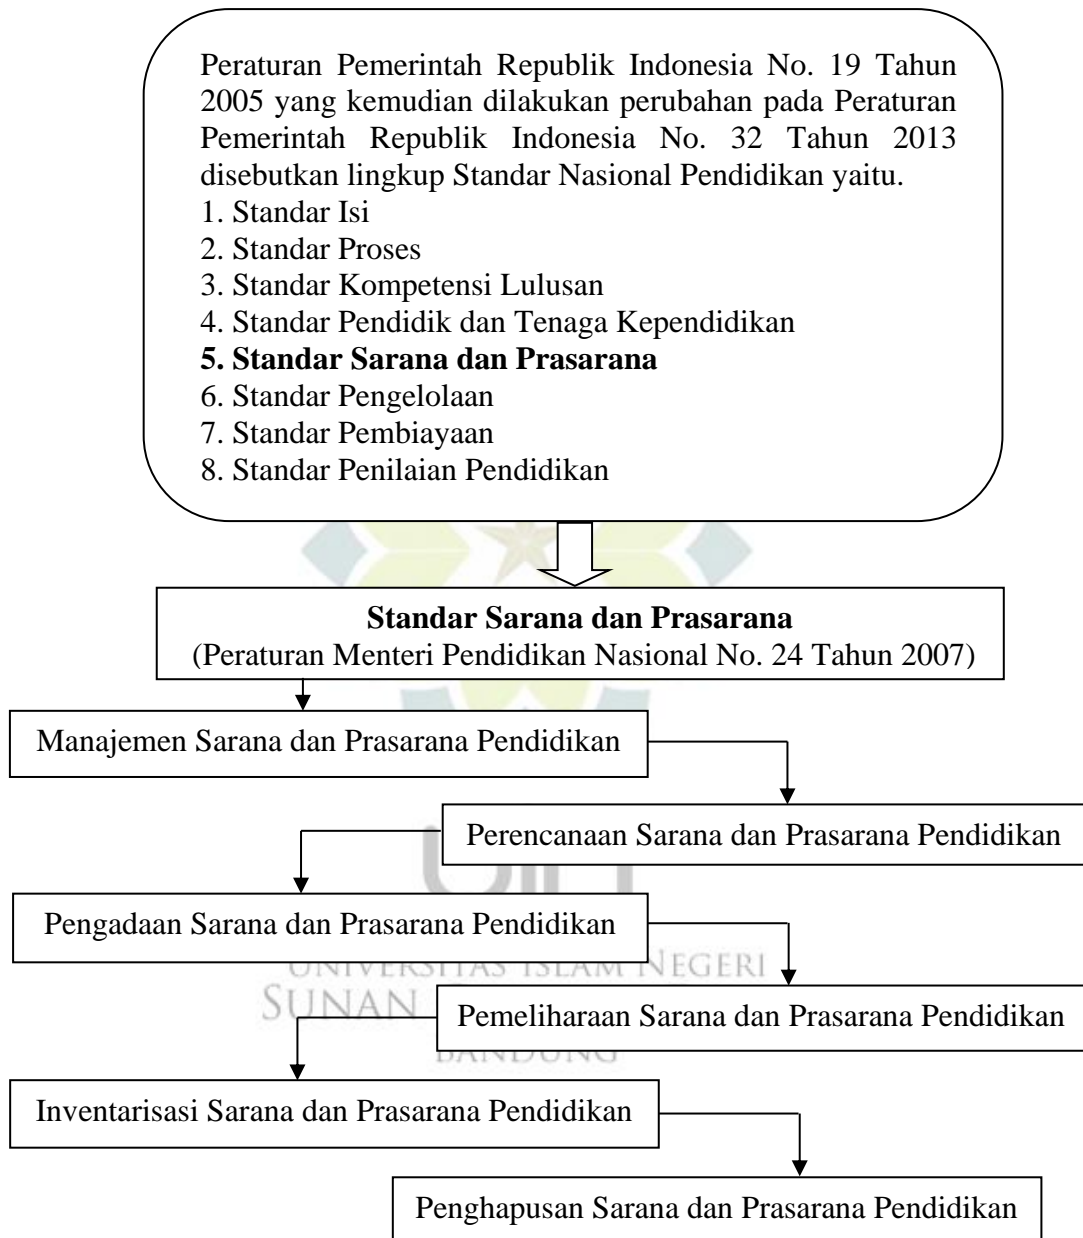 Peraturan Pemerintah Republik Indonesia No. 19 Tahun
2005 yang kemudian dilakukan perubahan pada Peraturan
Pemerintah Republik Indonesia No. 32 Tahun 2013
disebutkan lingkup Standar Nasional Pendidikan yaitu.
1. Standar Isi
2. Standar Proses
3. Standar Kompetensi Lulusan
4. Standar Pendidik dan Tenaga Kependidikan
5. Standar Sarana dan Prasarana
6. Standar Pengelolaan
7. Standar Pembiayaan
8. Standar Penilaian Pendidikan
Standar Sarana dan Prasarana
(Peraturan Menteri Pendidikan Nasional No. 24 Tahun 2007)
Manajemen Sarana dan Prasarana Pendidikan
Perencanaan Sarana dan Prasarana Pendidikan
uin
Pengadaan Sarana dan Prasarana Pendidikan
UNIVERSITAS ISLAM NEGERI
SUNAN
Pemeliharaan Sarana dan Prasarana Pendidikan
BANDUNG
Inventarisasi Sarana dan Prasarana Pendidikan
Penghapusan Sarana dan Prasarana Pendidikan